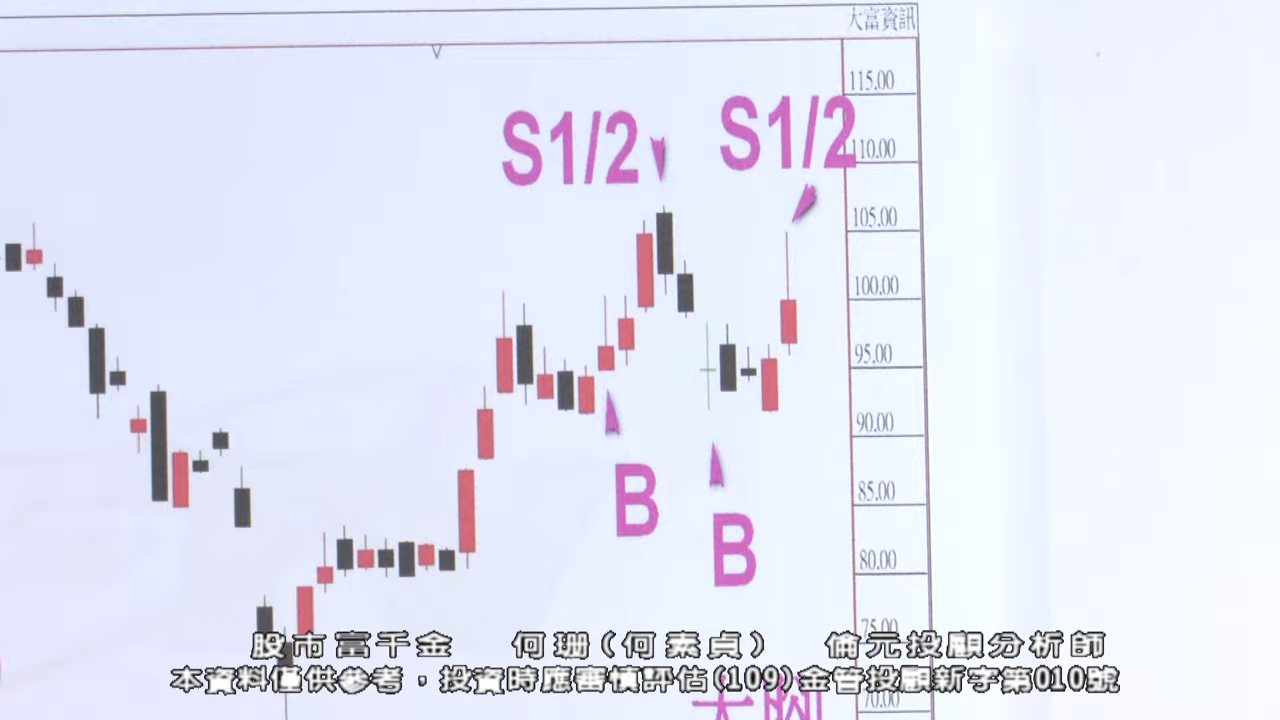 大富資訊
115.00
S1/2
S1/2
110.00
105.00
100.00
95.00
90.00
B
85.00
B
80.00
75.00
股市富千金 何珊(何素貞) 倫元投顧分析師
本資料僅供參考，投資時應審慎評估(109)金管投顧新字第010號
70.00